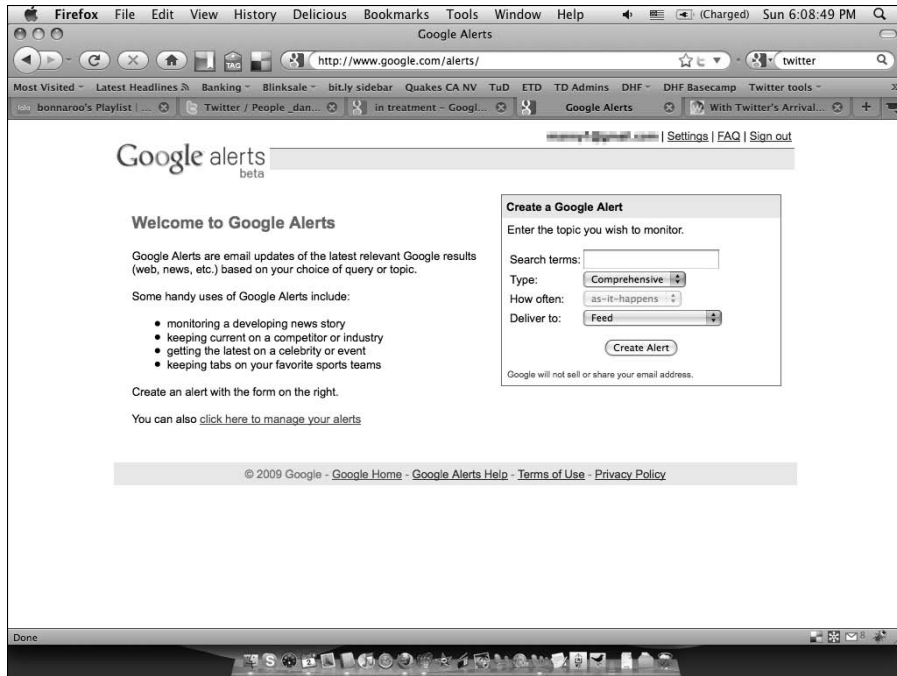 Firefox File Edit View History Delicious Bookmarks Tools Window Help (Charged) Sun 6:08:49 PM
Google Alerts
http://www.google.com/alerts/ twitter
Most Visited Latest Headlines Banking Blinksale bit.ly sidebar Quakes CA NV TuD ETD TD Admins DHF DHF Basecamp Twitter tools
bonnaroo's Playlist | ... Twitter / People _dan... in treatment – Googl... Google Alerts With Twitter's Arrival...
| Settings | FAQ | Sign out
Google alerts
beta
Welcome to Google Alerts
Google Alerts are email updates of the latest relevant Google results
(web, news, etc.) based on your choice of query or topic.
Some handy uses of Google Alerts include:
• monitoring a developing news story
• keeping current on a competitor or industry
• getting the latest on a celebrity or event
• keeping tabs on your favorite sports teams
Create an alert with the form on the right.
You can also click here to manage your alerts
Create a Google Alert
Enter the topic you wish to monitor.
Search terms:
Type: Comprehensive
How often: as-it-happens
Deliver to: Feed
Create Alert
Google will not sell or share your email address.
© 2009 Google - Google Home - Google Alerts Help - Terms of Use - Privacy Policy
Done 8